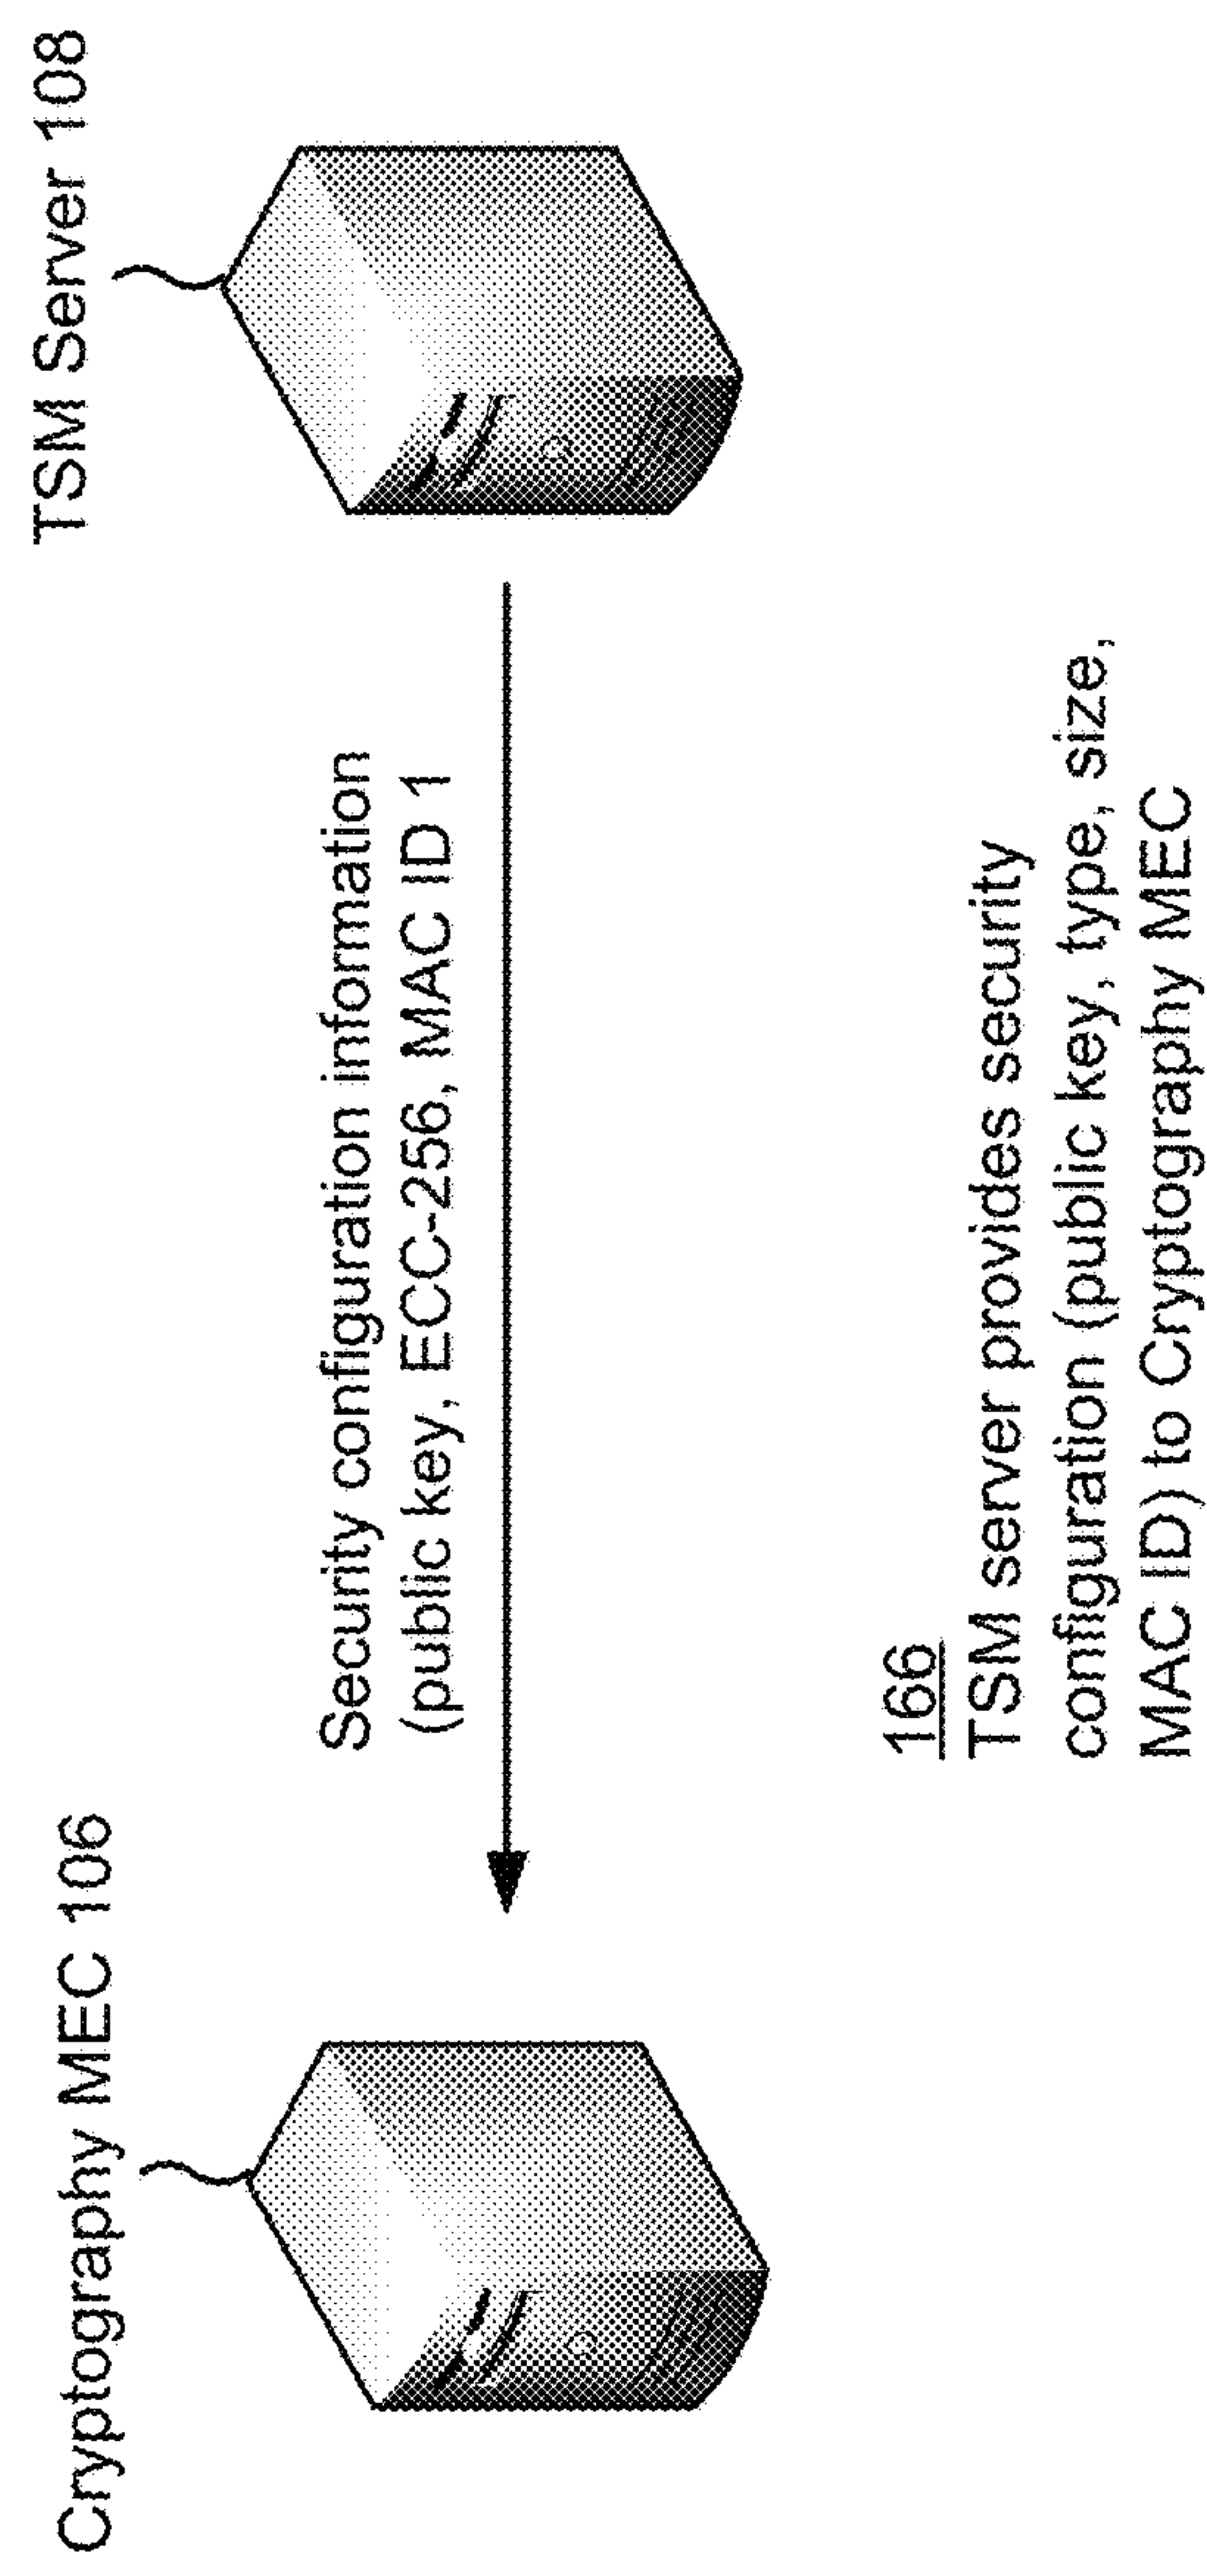 Cryptography MEC 106
TSM Server 108
Security configuration information
(public key, ECC-256, MAC ID 1
166
TSM server provides security
configuration (public key, type, size,
MAC ID) to Cryptography MEC